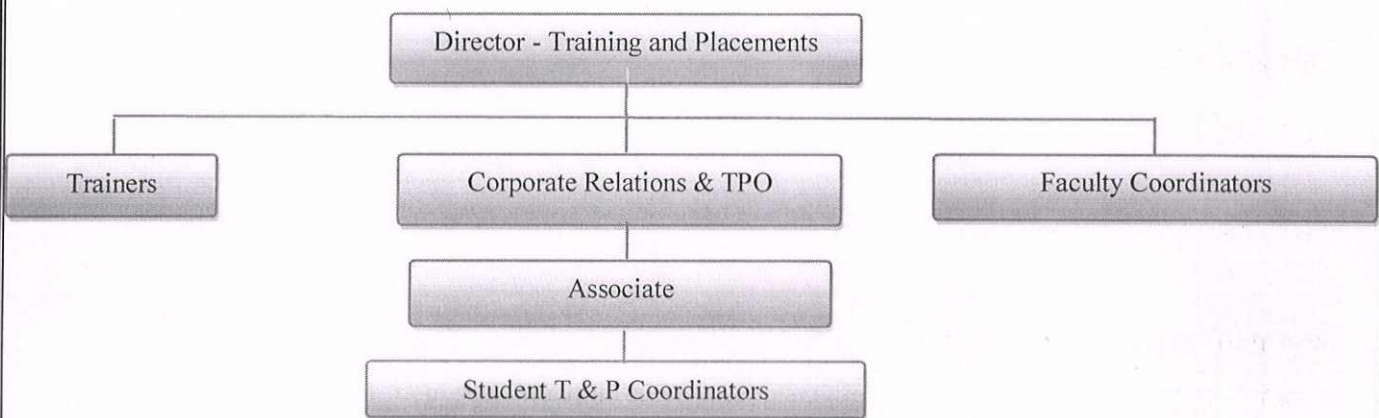 Director - Training and Placements
Trainers
Corporate Relations & TPO
Faculty Coordinators
Associate
Student T & P Coordinators